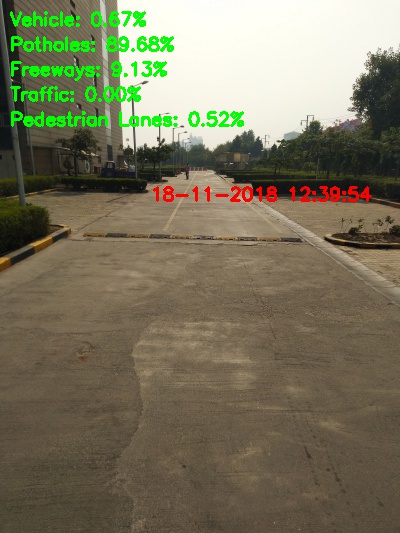 Vehicle: 0.67%
Potholes: 89.68%
Freeways: 9.13%
Traffic: 0.00%
Pedestrian Lanes: 0.52%
18-11-2018 12:39:54